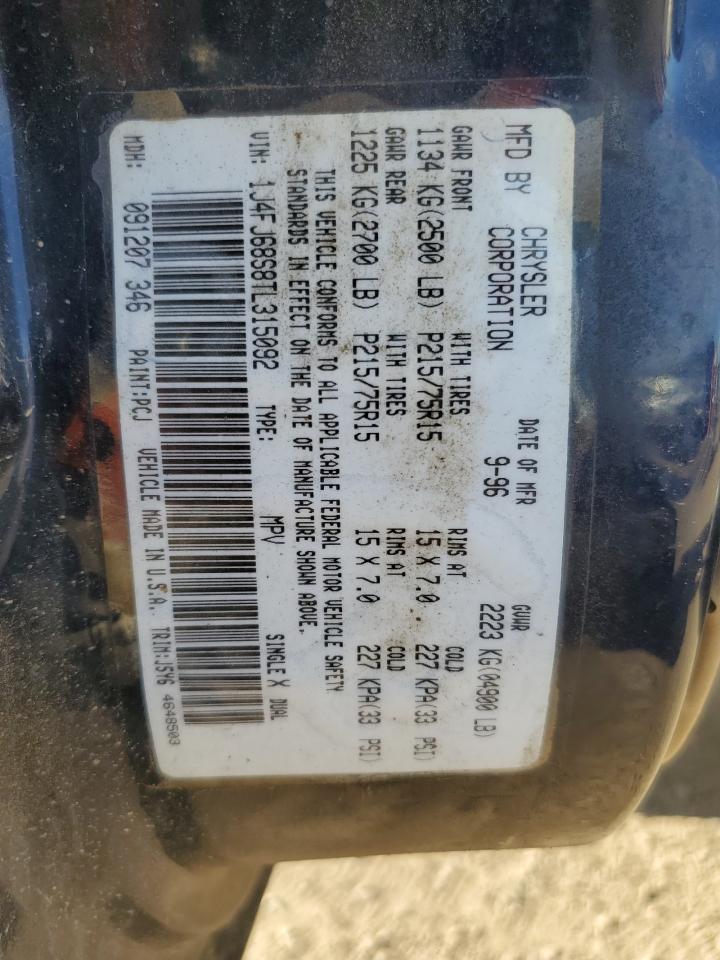 MFD BY CHRYSLER CORPORATION DATE OF MFR 9-96 GVWR 2223 KG(04900 LB)
GAWR FRONT WITH TIRES RIMS AT COLD
1134 KG(2500 LB) P215/75R15 15 X 7.0 227 KPA(33 PSI)
GAWR REAR WITH TIRES RIMS AT COLD
1225 KG(2700 LB) P215/75R15 15 X 7.0 227 KPA(33 PSI)
THIS VEHICLE CONFORMS TO ALL APPLICABLE FEDERAL MOTOR VEHICLE SAFETY
STANDARDS IN EFFECT ON THE DATE OF MANUFACTURE SHOWN ABOVE.
VIN: 1J4FJ68S8TL315092 TYPE: MPV SINGLE X DUAL
MDH: 091207 346 PAINT:PCJ VEHICLE MADE IN U.S.A. TRIM:J5Y6 4648503